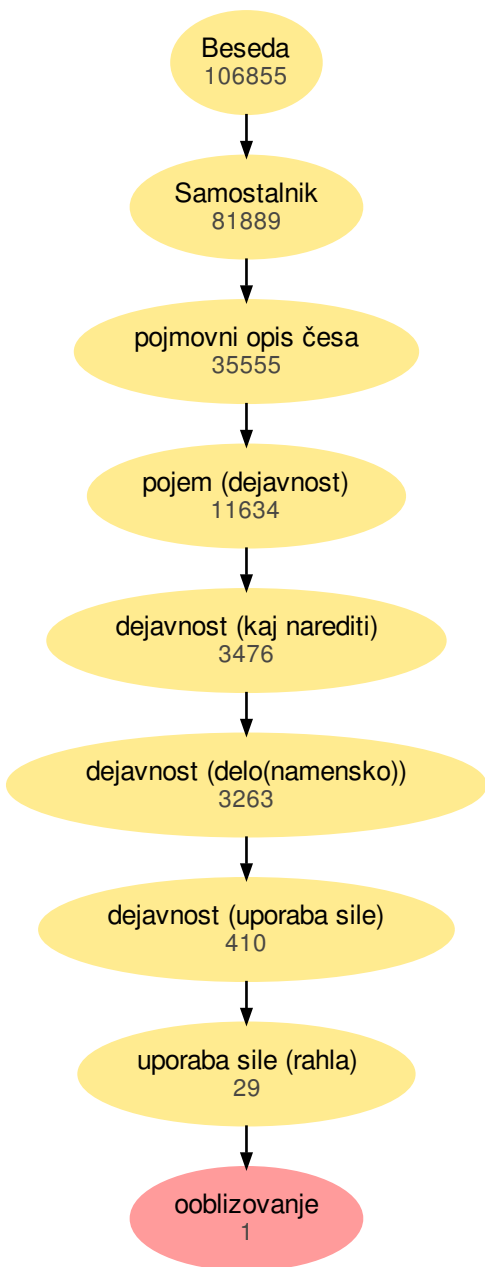 Beseda
106855
Samostalnik
81889
pojmovni opis česa
35555
pojem (dejavnost)
11634
dejavnost (kaj narediti)
3476
dejavnost (delo(namensko))
3263
dejavnost (uporaba sile)
410
uporaba sile (rahla)
29
ooblizovanje
1